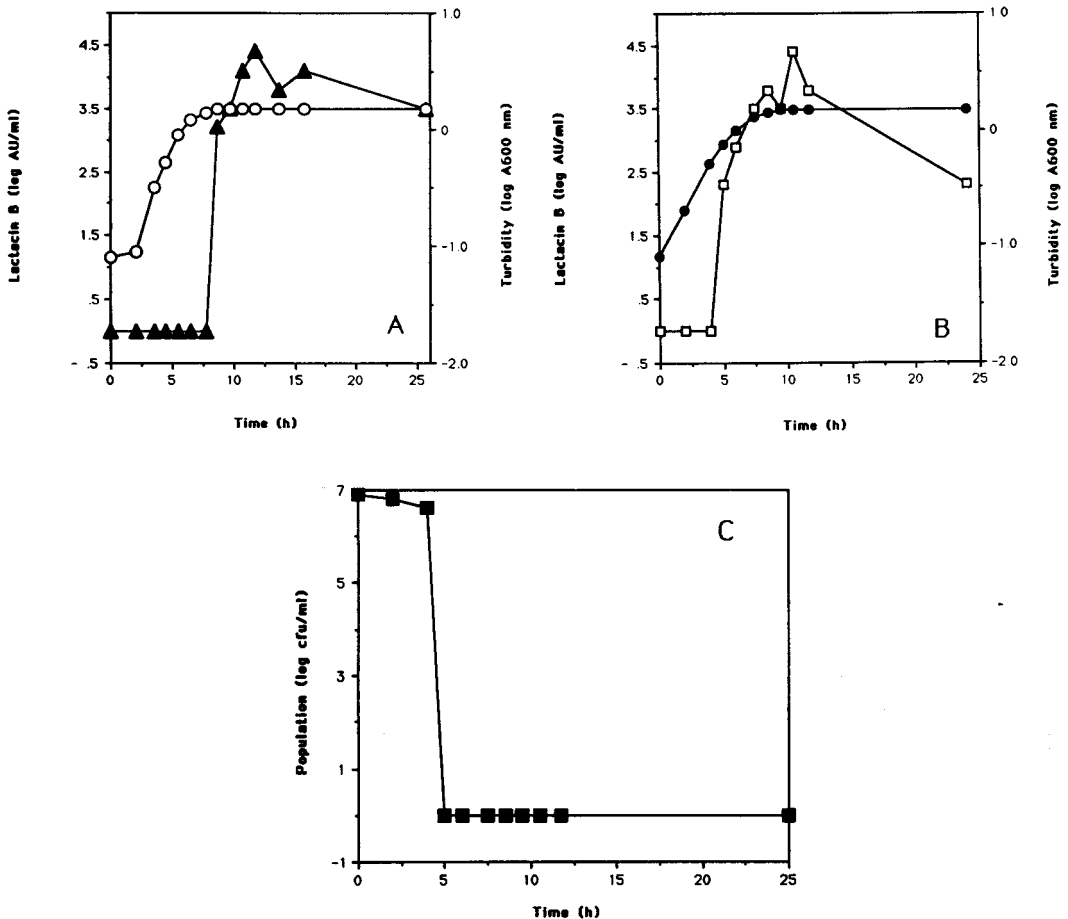 A
Lactacin B (log AU/ml)
4.5
3.5
2.5
1.5
.5
- .5
1.0
0
-1.0
-2.0
Turbidity (log A600 nm)
0 5 10 15 20 25
Time (h)
B
Lactacin B (log AU/ml)
4.5
3.5
2.5
1.5
.5
-.5
1.0
0
-1.0
-2.0
Turbidity (log A600 nm)
0 5 10 15 20 25
Time (h)
C
Population (log cfu/ml)
7
5
3
1
-1
0 5 10 15 20 25
Time (h)